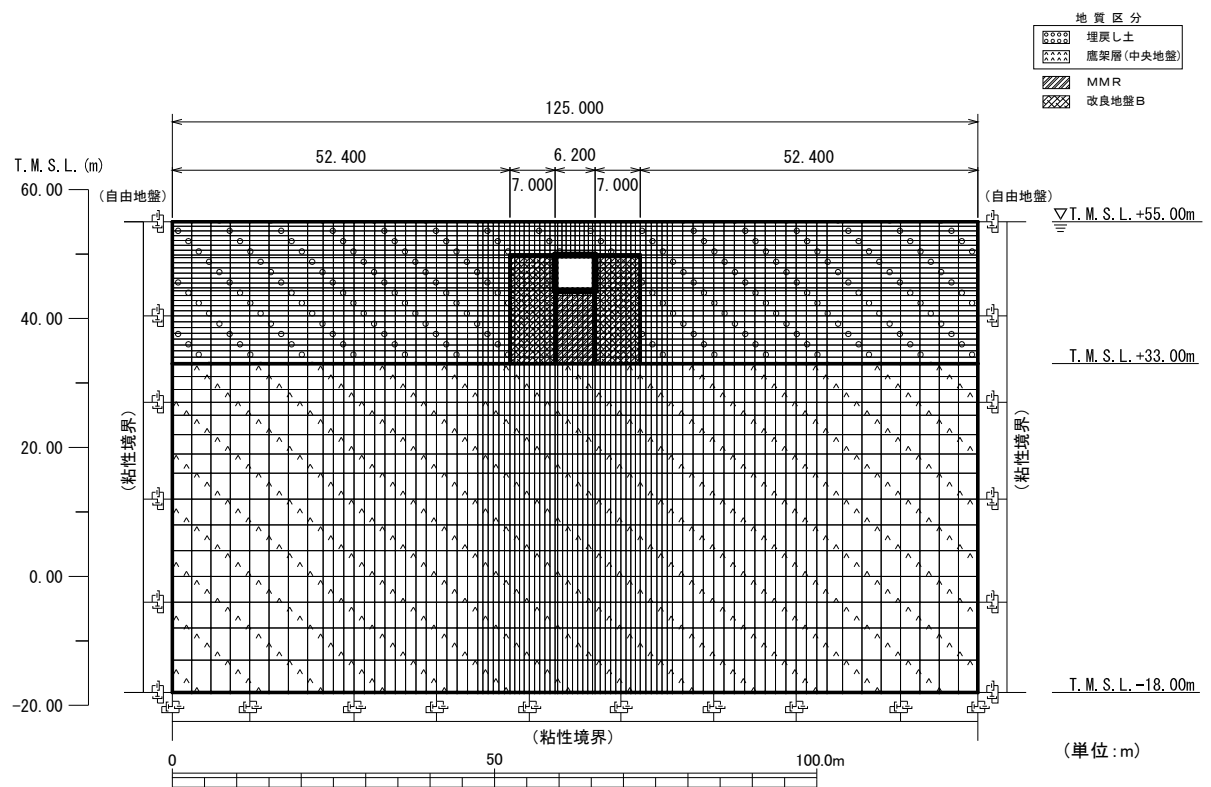 地質区分
埋戻し土
鷹架層(中央地盤)
MMR
改良地盤B
125.000
52.400
6.200
52.400
7.000
7.000
T.M.S.L.(m)
60.00
40.00
20.00
0.00
-20.00
(自由地盤)
(自由地盤)
T.M.S.L.+55.00m
T.M.S.L.+33.00m
T.M.S.L.-18.00m
(粘性境界)
(粘性境界)
(粘性境界)
0
50
100.0m
(単位:m)